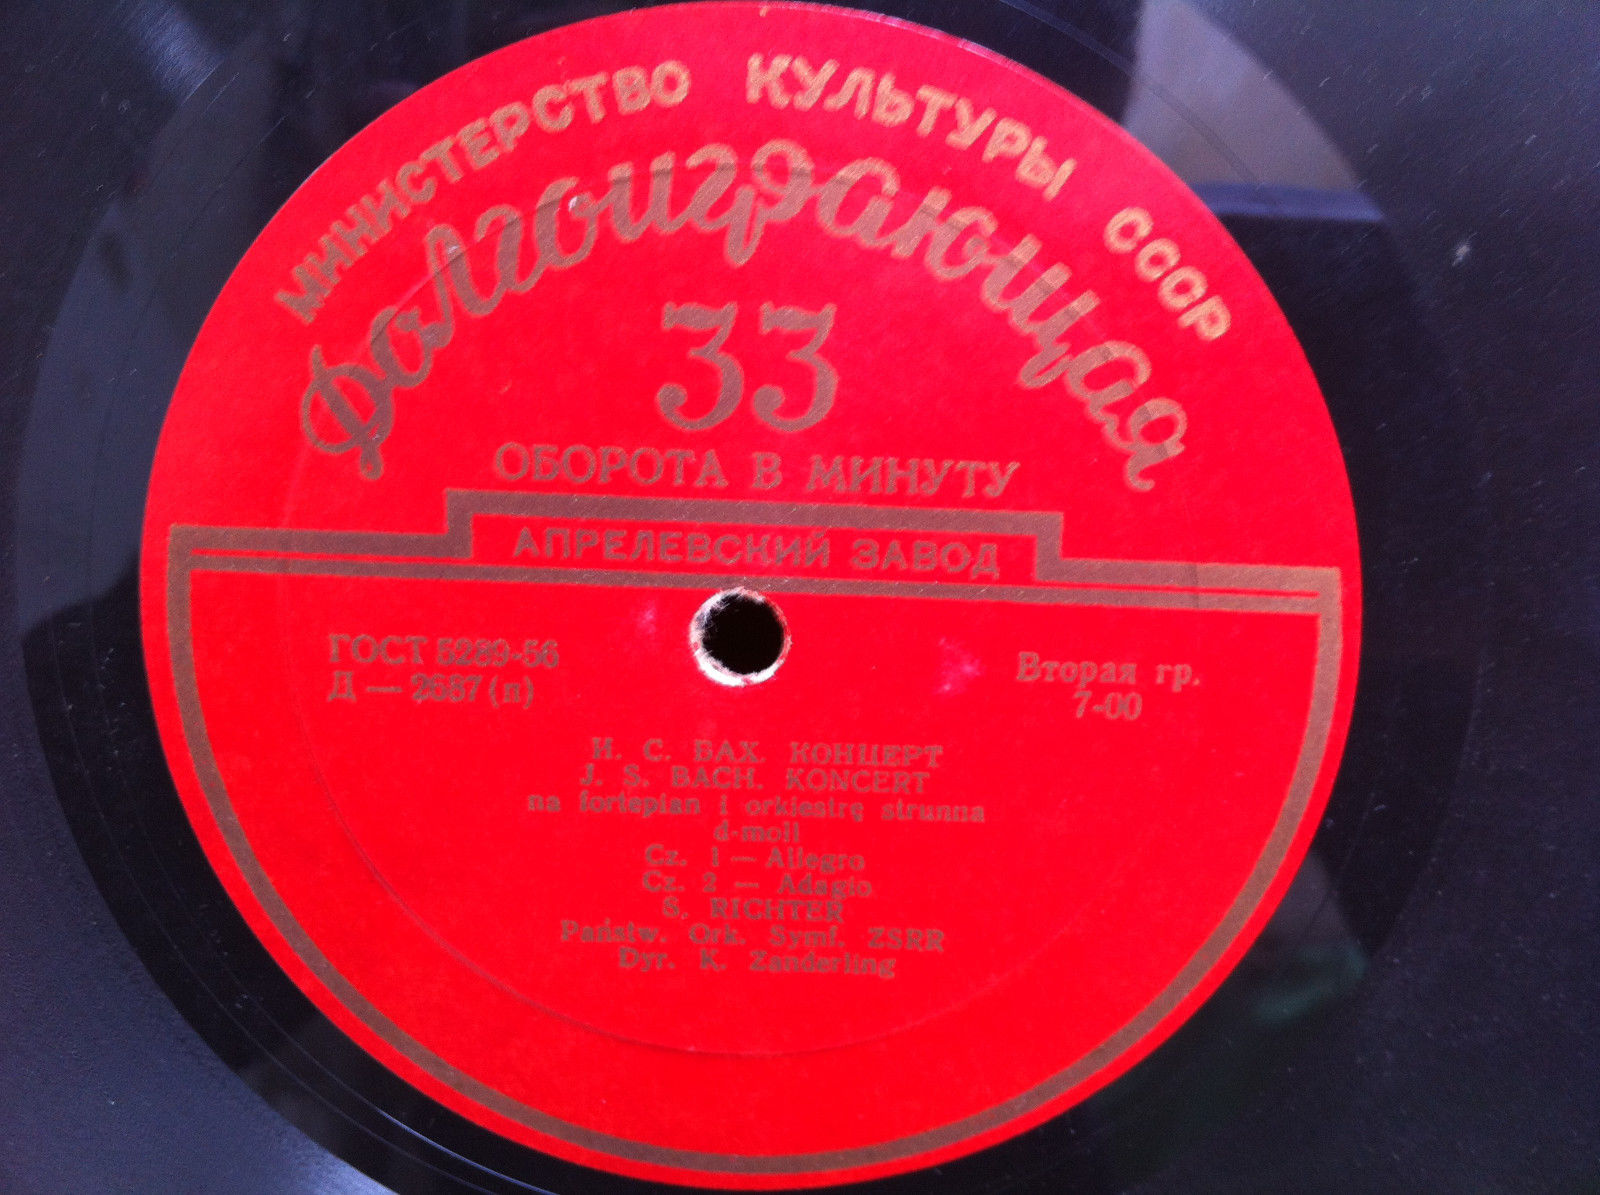 МИНИСТЕРСТВО КУЛЬТУРЫ СССР
Долгоиграющая
33
ОБОРОТА В МИНУТУ
АПРЕЛЕВСКИЙ ЗАВОД
ГОСТ 5289-56
Д — 2687 (п)
Вторая гр.
7-00
И. С. БАХ. КОНЦЕРТ
J. S. BACH. KONCERT
na fortepian i orkiestrę strunna
d-moll
Cz. 1 — Allegro
Cz. 2 — Adagio
S. RICHTER
Państw. Ork. Symf. ZSRR
Dyr. K. Zanderling